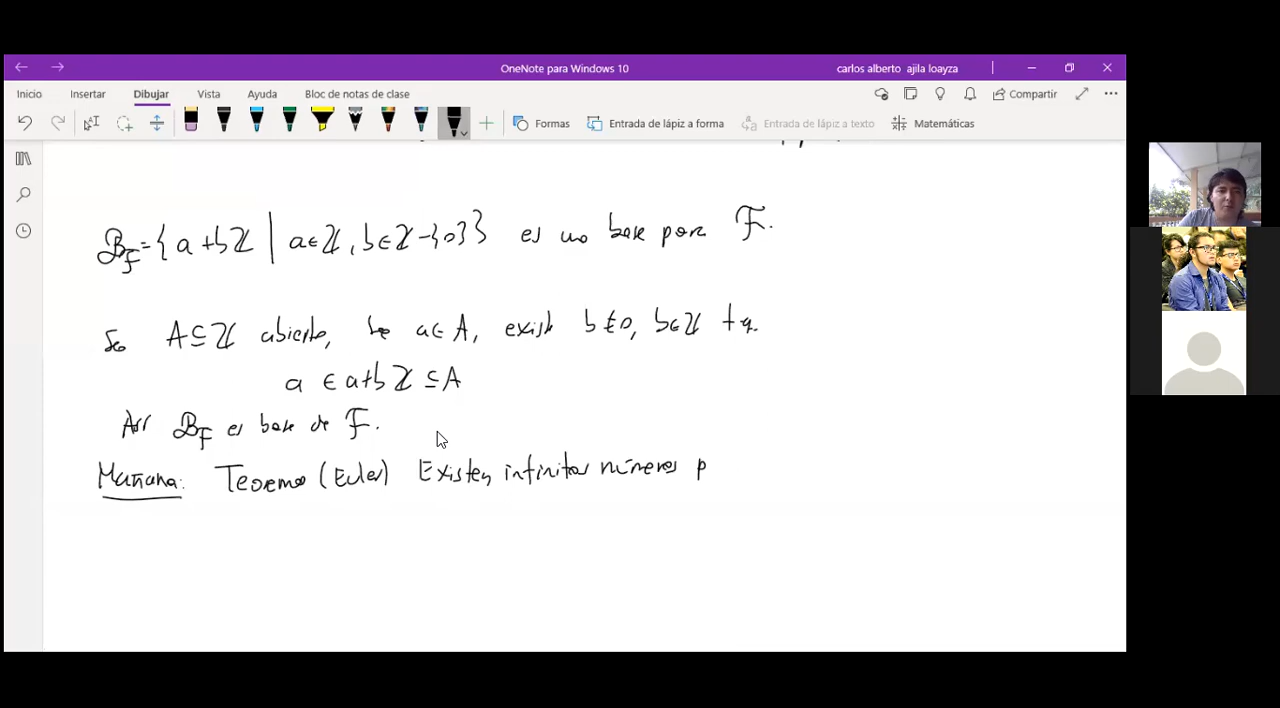 OneNote para Windows 10
carlos alberto ajila loayza
Inicio Insertar Dibujar Vista Ayuda Bloc de notas de clase
Compartir
Formas Entrada de lápiz a forma Entrada de lápiz a texto Matemáticas
B_F = { a + bℤ | a ∈ ℤ, b ∈ ℤ - {0} } es una base para F.
Sea A ⊆ ℤ abierto, a ∈ A, existe b ≠ 0, b ∈ ℤ tq.
a ∈ a + bℤ ⊆ A
Así B_F es base de F.
Mañana: Teorema (Euler) Existen infinitos números p